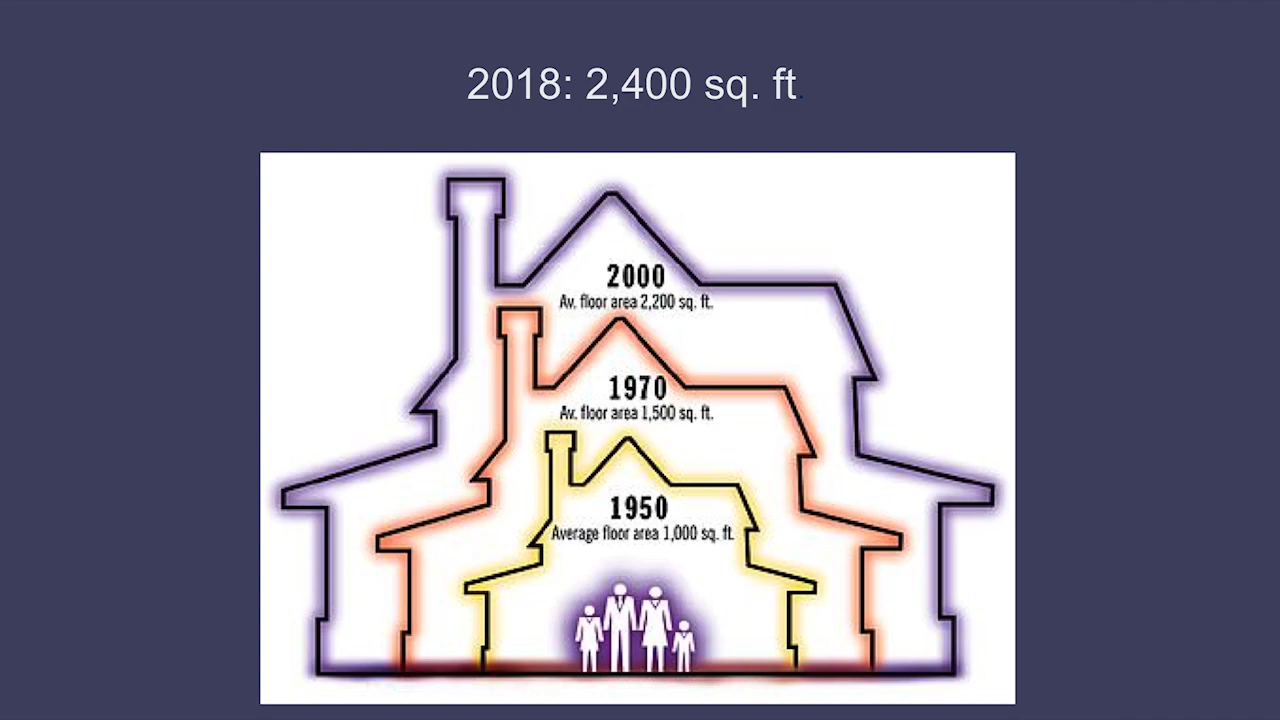 2018: 2,400 sq. ft.
2000
Av. floor area 2,200 sq. ft.
1970
Av. floor area 1,500 sq. ft.
1950
Average floor area 1,000 sq. ft.